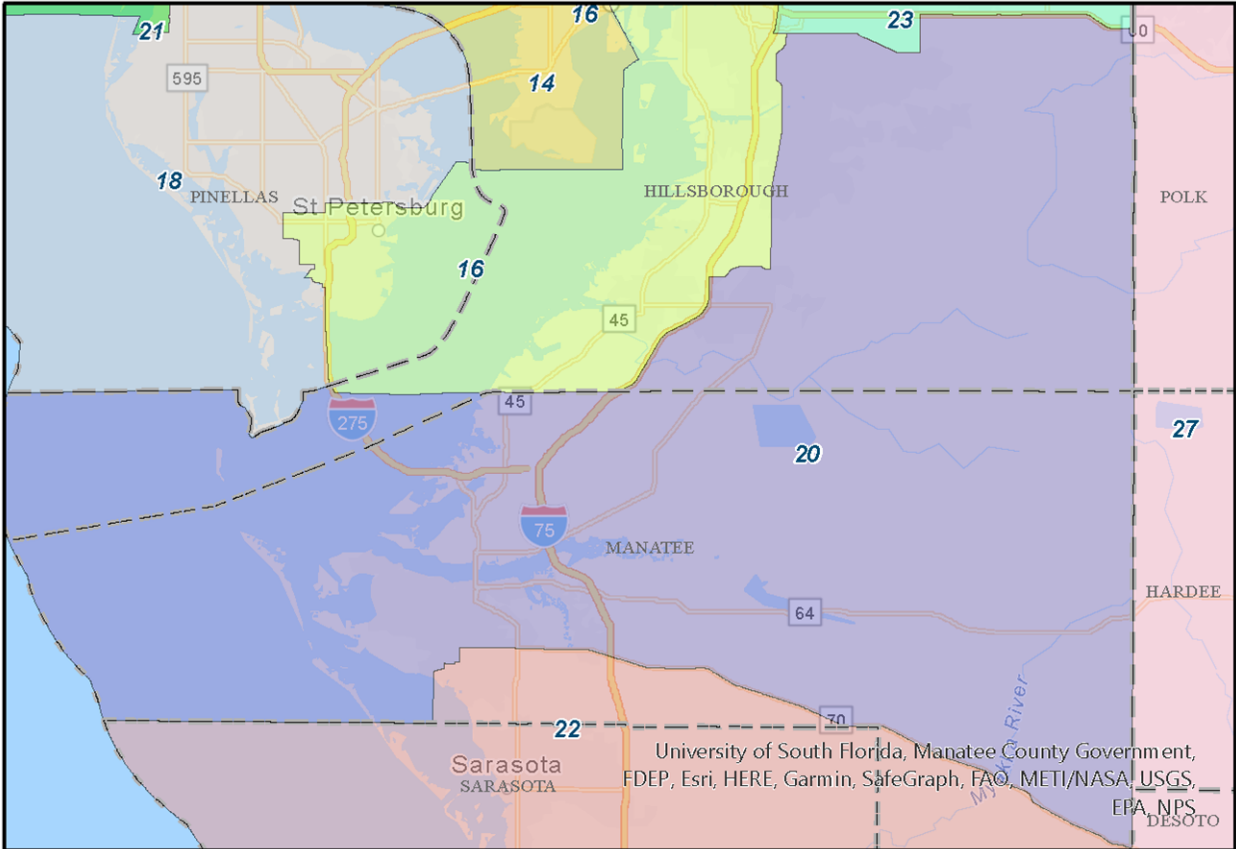 16
23
21
00
595
14
18
PINELLAS
HILLSBOROUGH
POLK
St Petersburg
16
45
45
275
27
20
75
MANATEE
HARDEE
64
70
22
River
University of South Florida, Manatee County Government,
Sarasota
FDEP, Esri, HERE, Garmin, SafeGraph, FAO, METI/NASA, USGS,
SARASOTA
EPA, NPS
DESOTO